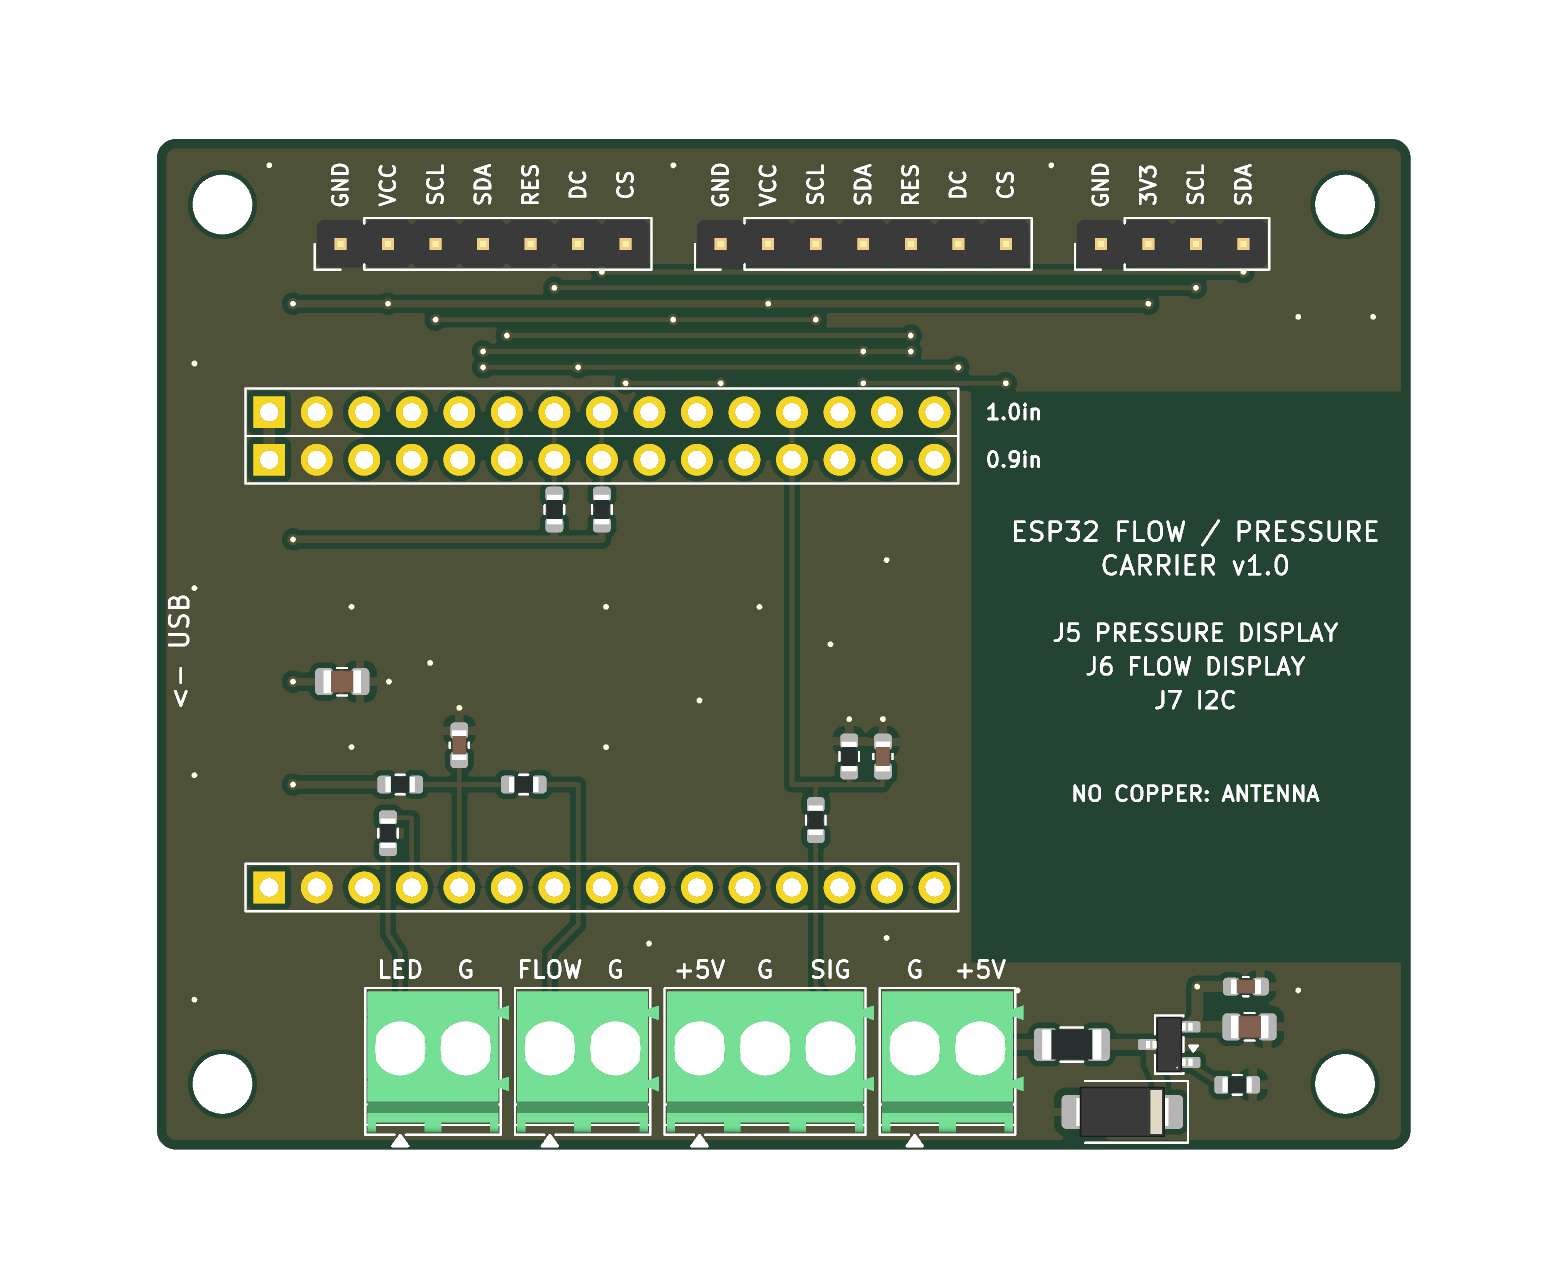 GND VCC SCL SDA RES DC CS GND VCC SCL SDA RES DC CS GND 3V3 SCL SDA
1.0in
0.9in
ESP32 FLOW / PRESSURE
CARRIER v1.0
<- USB
J5 PRESSURE DISPLAY
J6 FLOW DISPLAY
J7 I2C
NO COPPER: ANTENNA
LED G FLOW G +5V G SIG G +5V